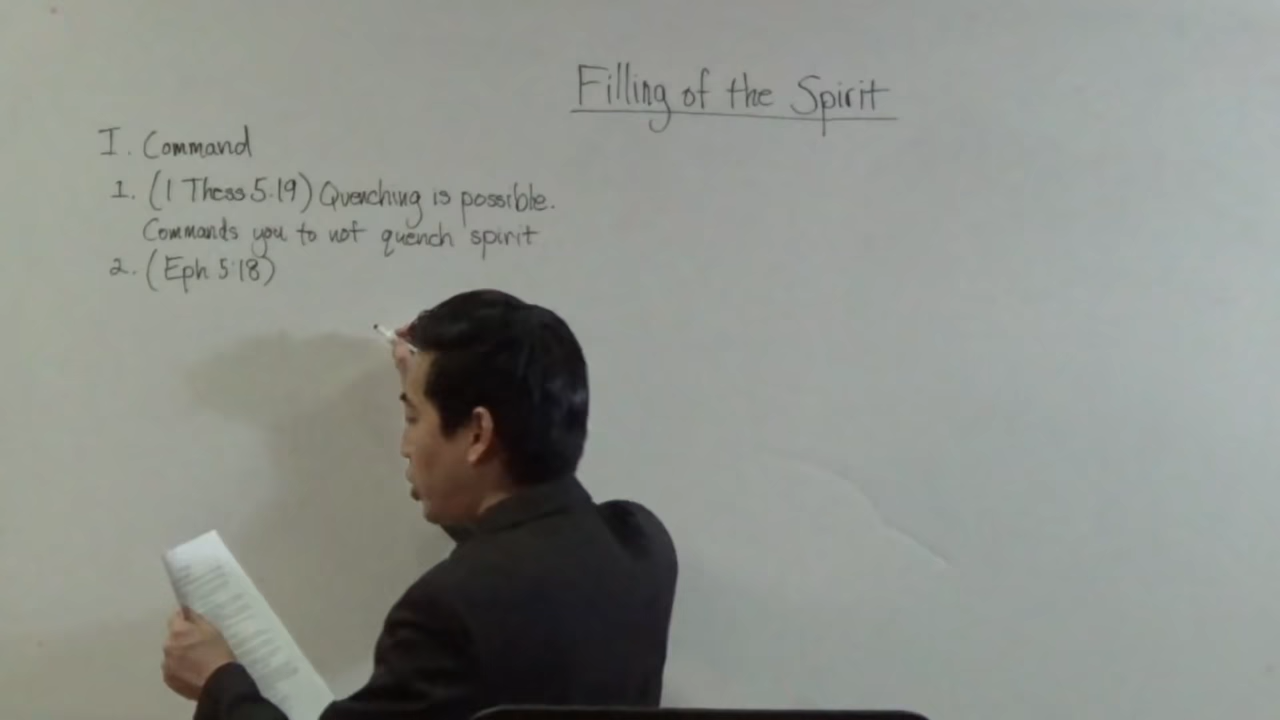 Filling of the Spirit
I. Command
1. (1 Thess 5:19) Quenching is possible.
Commands you to not quench spirit
2. (Eph 5:18)